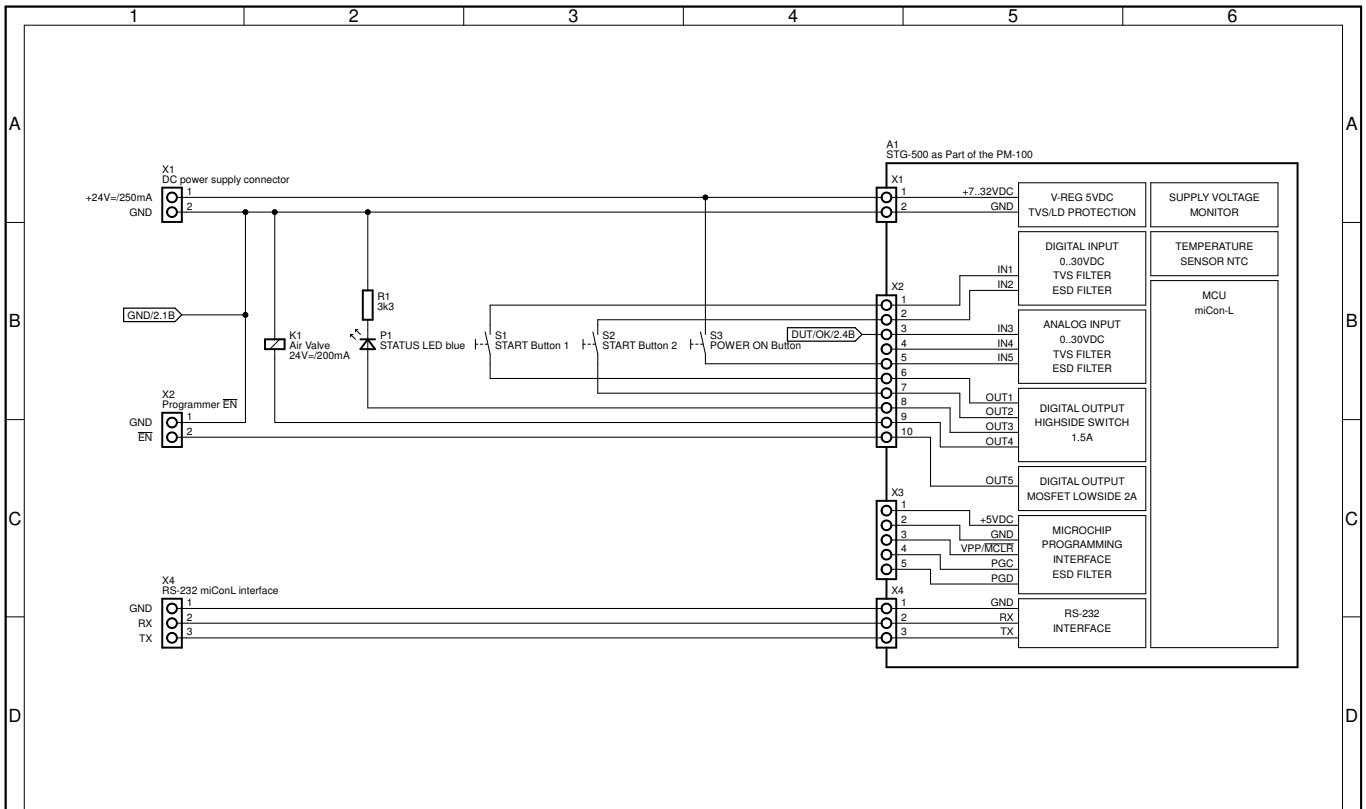 1 2 3 4 5 6
A
A
A1
STG-500 as Part of the PM-100
X1
DC power supply connector
+24V=/250mA
1
GND
2
X1
1
+7..32VDC
2
GND
V-REG 5VDC
TVS/LD PROTECTION
SUPPLY VOLTAGE
MONITOR
DIGITAL INPUT
0..30VDC
TVS FILTER
ESD FILTER
TEMPERATURE
SENSOR NTC
MCU
miCon-L
IN1
IN2
B
B
GND/2.1B
R1
3k3
K1
Air Valve
24V=/200mA
P1
STATUS LED blue
S1
START Button 1
S2
START Button 2
S3
POWER ON Button
DUT/OK/2.4B
X2
1
2
3
4
5
6
7
8
9
10
IN3
IN4
IN5
ANALOG INPUT
0..30VDC
TVS FILTER
ESD FILTER
X2
Programmer EN
GND
1
EN
2
OUT1
OUT2
OUT3
OUT4
DIGITAL OUTPUT
HIGHSIDE SWITCH
1.5A
OUT5
DIGITAL OUTPUT
MOSFET LOWSIDE 2A
C
C
X3
1
2
3
4
5
+5VDC
GND
VPP/MCLR
PGC
PGD
MICROCHIP
PROGRAMMING
INTERFACE
ESD FILTER
X4
RS-232 miConL interface
GND
1
RX
2
TX
3
X4
1
2
3
GND
RX
TX
RS-232
INTERFACE
D
D